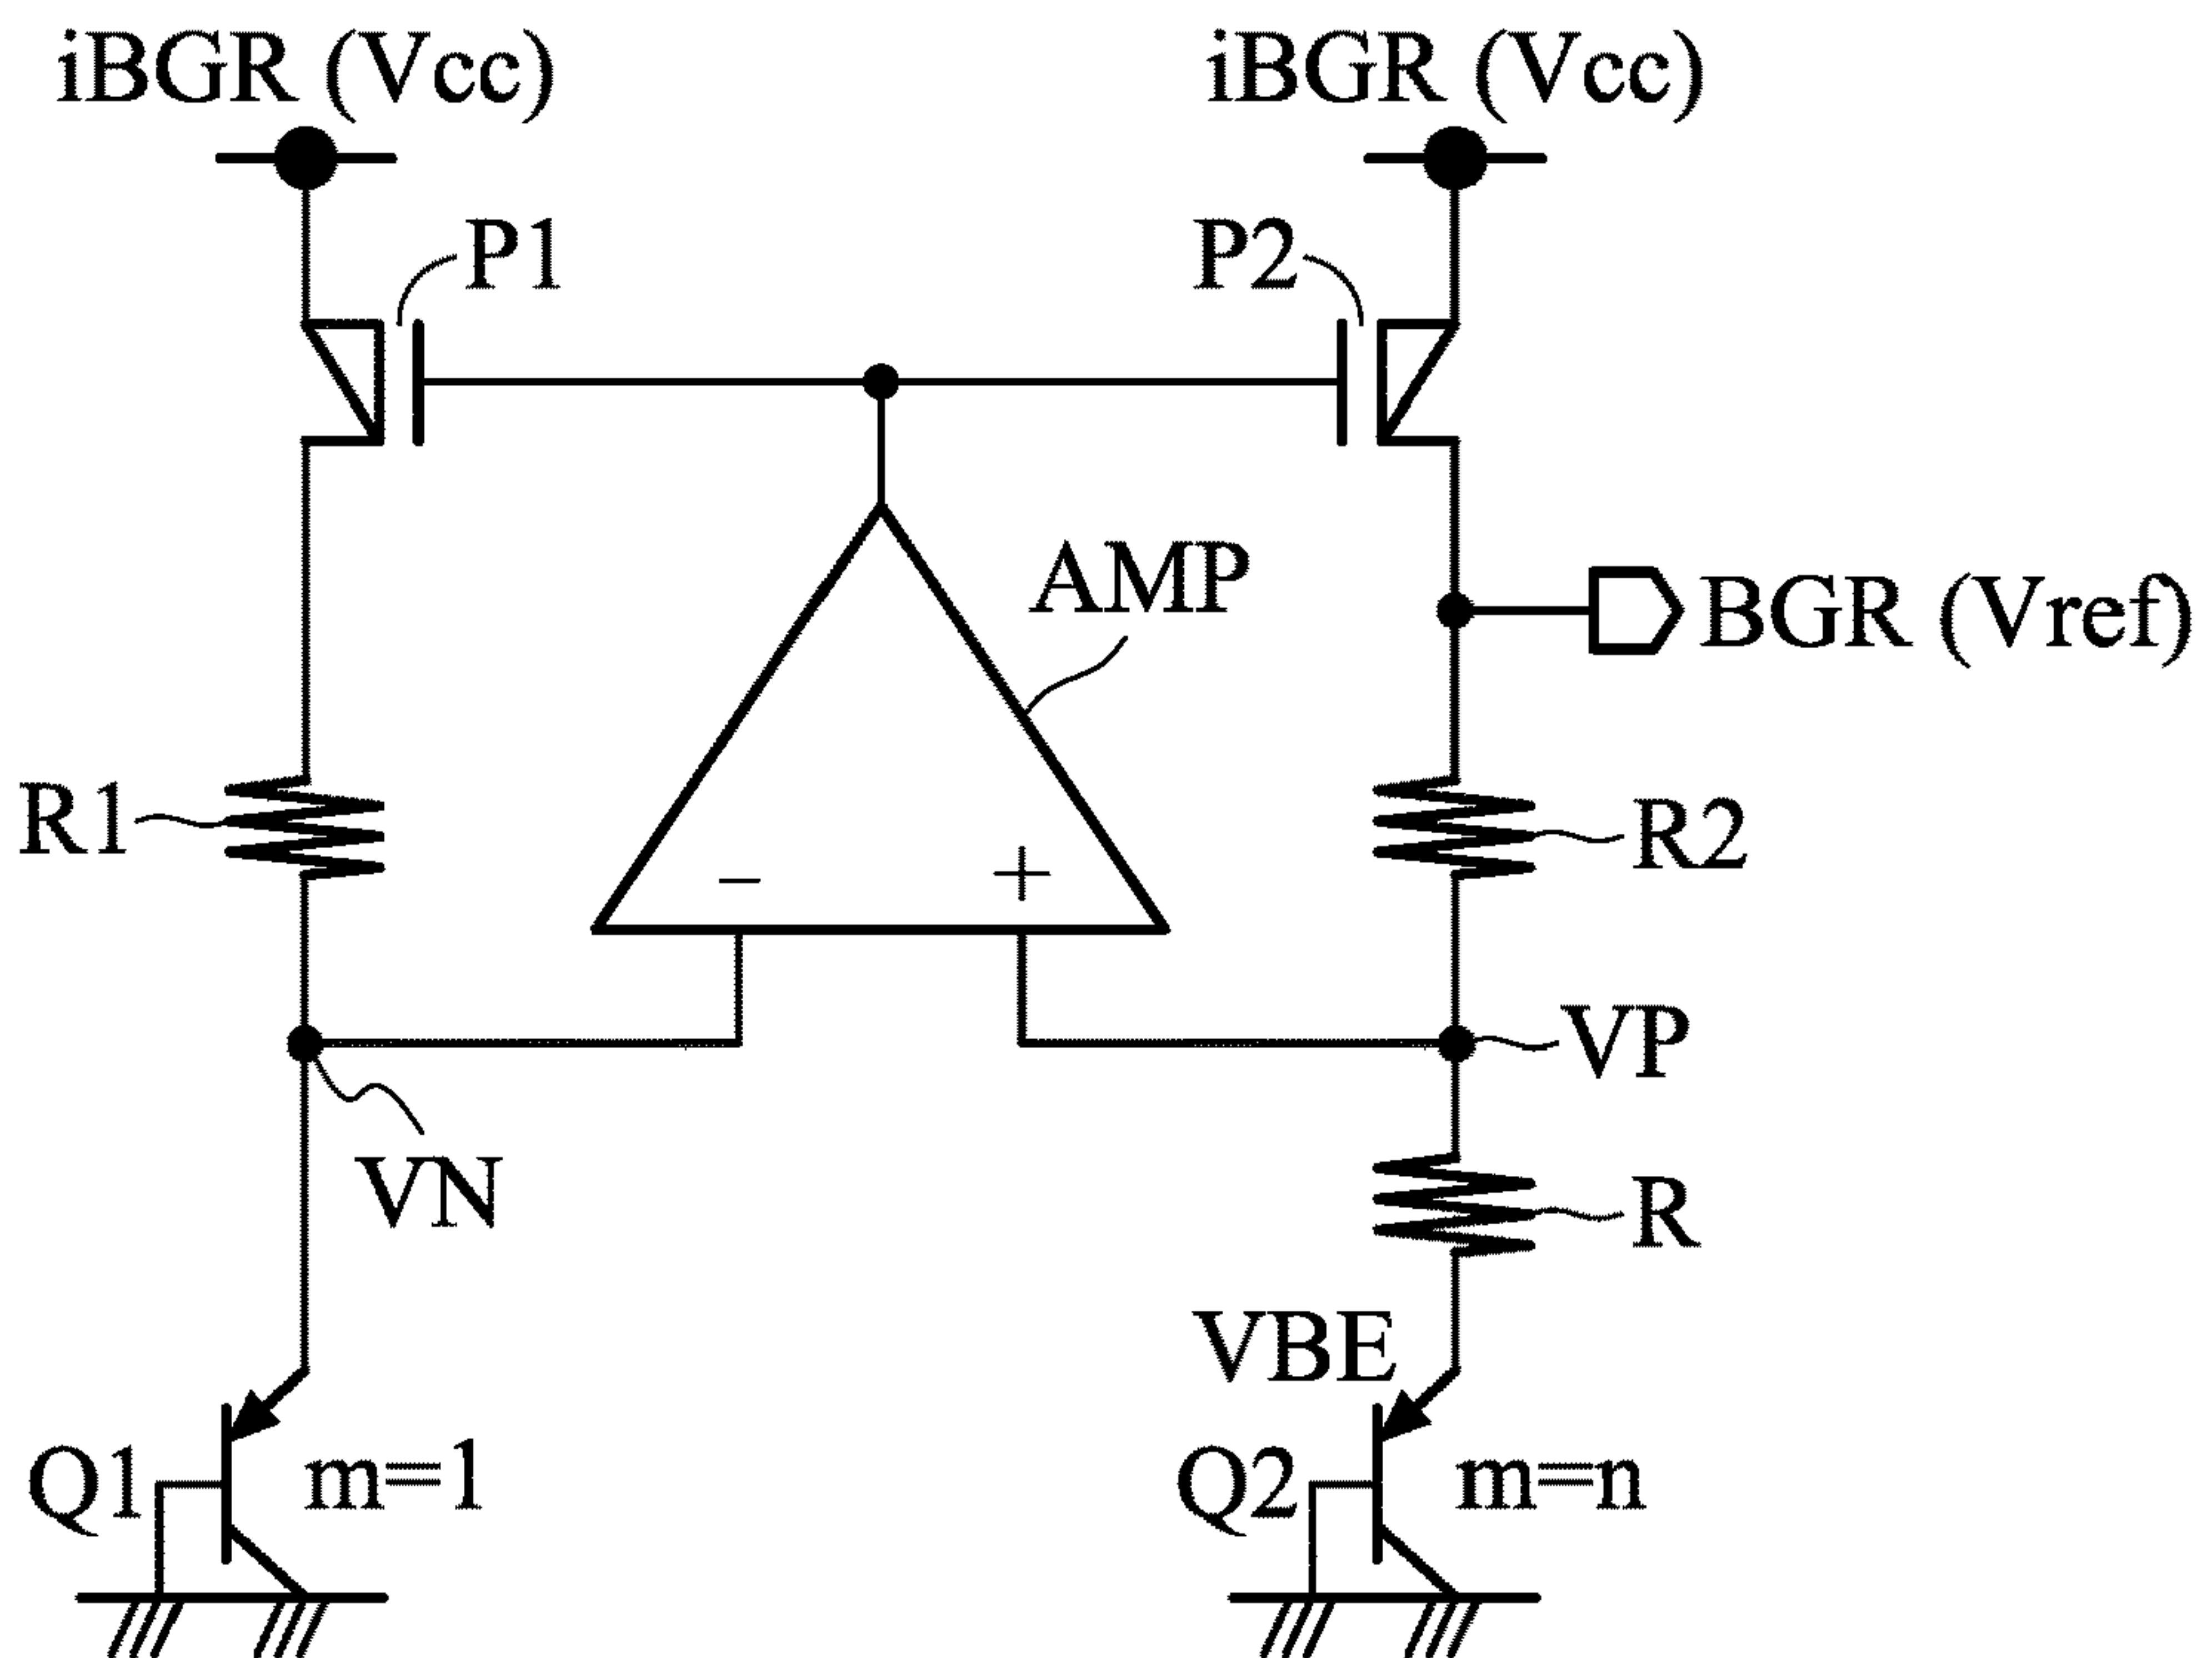 iBGR (Vcc)
iBGR (Vcc)
P1
P2
AMP
BGR (Vref)
R1
R2
−
+
VP
VN
R
VBE
Q1
m=1
Q2
m=n